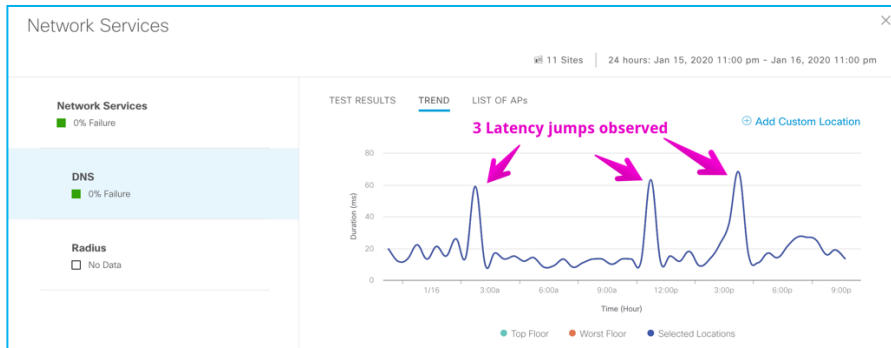 Network Services
×
11 Sites
24 hours: Jan 15, 2020 11:00 pm - Jan 16, 2020 11:00 pm
Network Services
0% Failure
DNS
0% Failure
Radius
No Data
TEST RESULTS TREND LIST OF APs
3 Latency jumps observed
Add Custom Location
Duration (ms)
80
60
40
20
0
1/16 3:00a 6:00a 9:00a 12:00p 3:00p 6:00p 9:00p
Time (Hour)
Top Floor Worst Floor Selected Locations